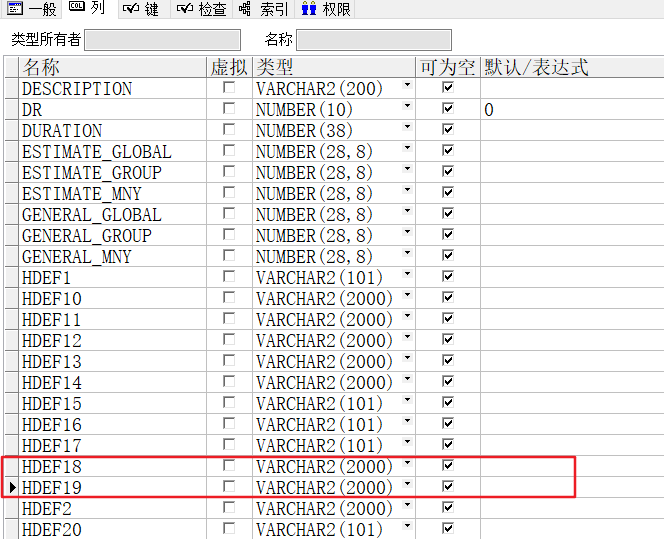 一般 列 键 检查 索引 权限
类型所有者 名称
名称 虚拟 类型 可为空 默认/表达式
DESCRIPTION VARCHAR2(200)
DR NUMBER(10) 0
DURATION NUMBER(38)
ESTIMATE_GLOBAL NUMBER(28,8)
ESTIMATE_GROUP NUMBER(28,8)
ESTIMATE_MNY NUMBER(28,8)
GENERAL_GLOBAL NUMBER(28,8)
GENERAL_GROUP NUMBER(28,8)
GENERAL_MNY NUMBER(28,8)
HDEF1 VARCHAR2(101)
HDEF10 VARCHAR2(2000)
HDEF11 VARCHAR2(2000)
HDEF12 VARCHAR2(2000)
HDEF13 VARCHAR2(2000)
HDEF14 VARCHAR2(2000)
HDEF15 VARCHAR2(101)
HDEF16 VARCHAR2(101)
HDEF17 VARCHAR2(101)
HDEF18 VARCHAR2(2000)
HDEF19 VARCHAR2(2000)
HDEF2 VARCHAR2(2000)
HDEF20 VARCHAR2(101)